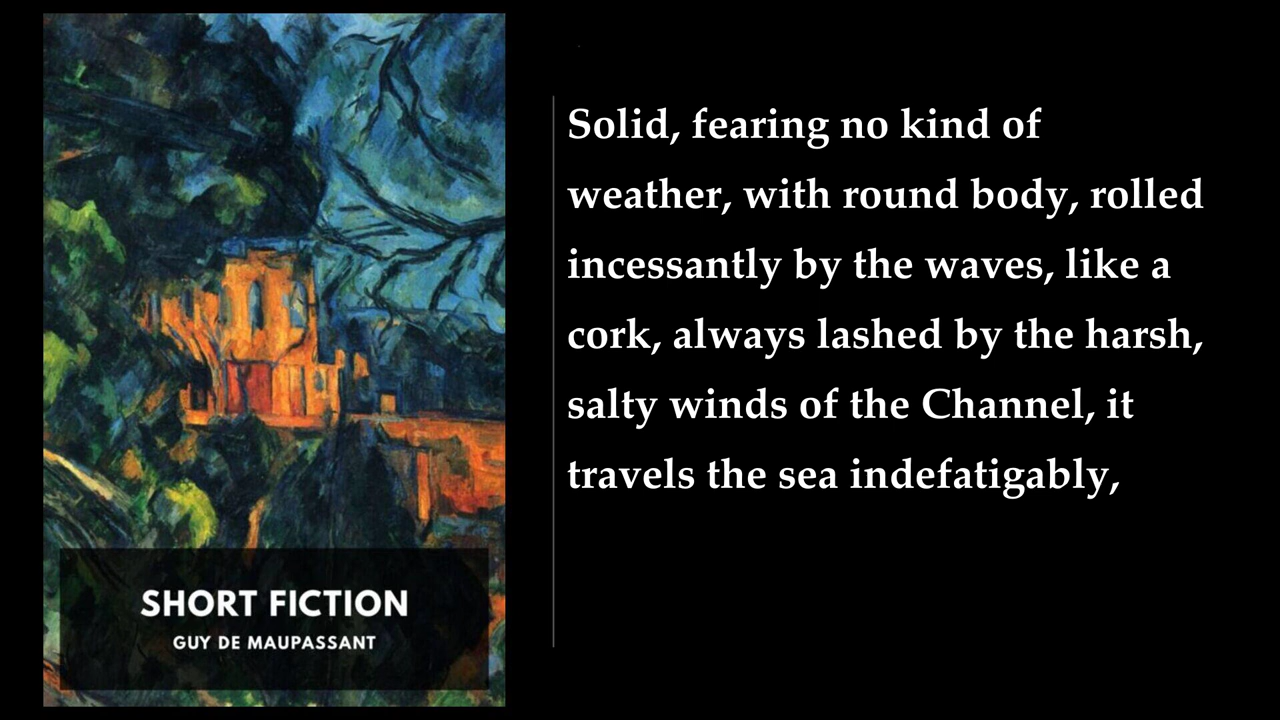 Solid, fearing no kind of
weather, with round body, rolled
incessantly by the waves, like a
cork, always lashed by the harsh,
salty winds of the Channel, it
travels the sea indefatigably,
SHORT FICTION
GUY DE MAUPASSANT